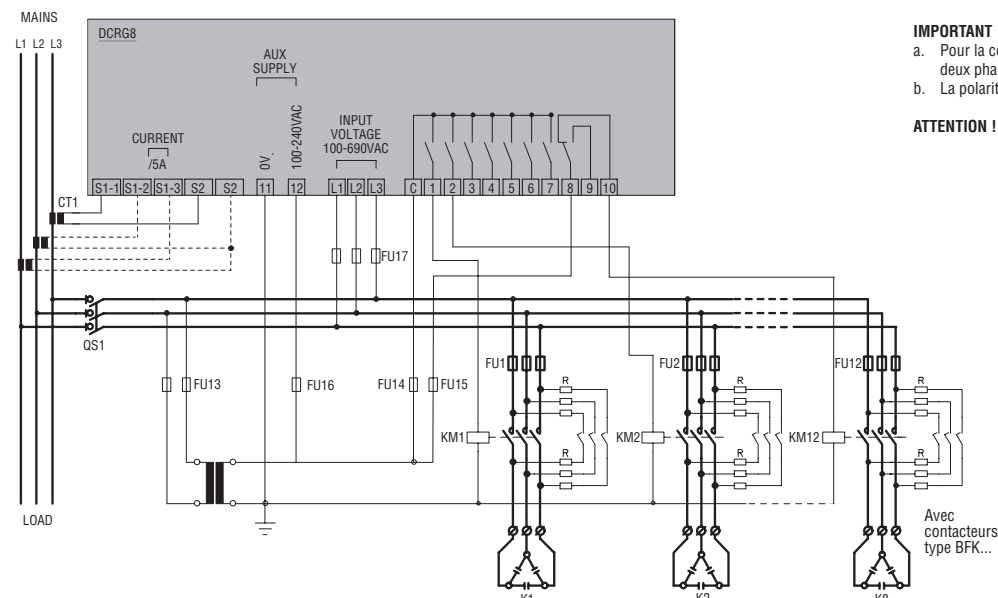 MAINS
L1 L2 L3
DCRG8
AUX
SUPPLY
CURRENT
/5A
0V.
100-240VAC
INPUT
VOLTAGE
100-690VAC
S1-1 S1-2 S1-3 S2 S2 11 12 L1 L2 L3 C 1 2 3 4 5 6 7 8 9 10
CT1
FU17
QS1
FU13
FU16
FU14
FU15
FU1
FU2
FU12
R
R
R
KM1
KM2
KM12
R
R
R
LOAD
K1
K2
K8
Avec
contacteurs
type BFK...
IMPORTANT
a. Pour la
deux
b. La
ATTENTION !